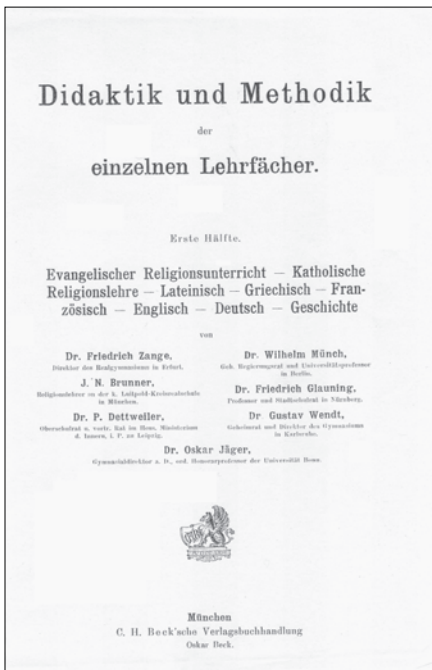 Didaktik und Methodik
der
einzelnen Lehrfächer.
Erste Hälfte.
Evangelischer Religionsunterricht — Katholische
Religionslehre — Lateinisch — Griechisch — Fran-
zösisch — Englisch — Deutsch — Geschichte
von
Dr. Friedrich Zange,
Direktor des Realgymnasiums in Erfurt.
J. N. Brunner,
Religionslehrer an der k. Luitpold-Kreisrealschule
in München.
Dr. P. Dettweiler,
Oberschulrat u. vortr. Rat im Hess. Ministerium
d. Innern, i. P. zu Leipzig.
Dr. Wilhelm Münch,
Geh. Regierungsrat und Universitätsprofessor
in Berlin.
Dr. Friedrich Glauning,
Professor und Stadtschulrat in Nürnberg.
Dr Gustav Wendt,
Geheimrat und Direktor des Gymnasiums
in Karlsruhe.
Dr. Oskar Jäger,
Gymnasialdirektor a. D., ord. Honorarprofessor der Universität Bonn.
München
C. H. Beck'sche Verlagsbuchhandlung
Oskar Beck.